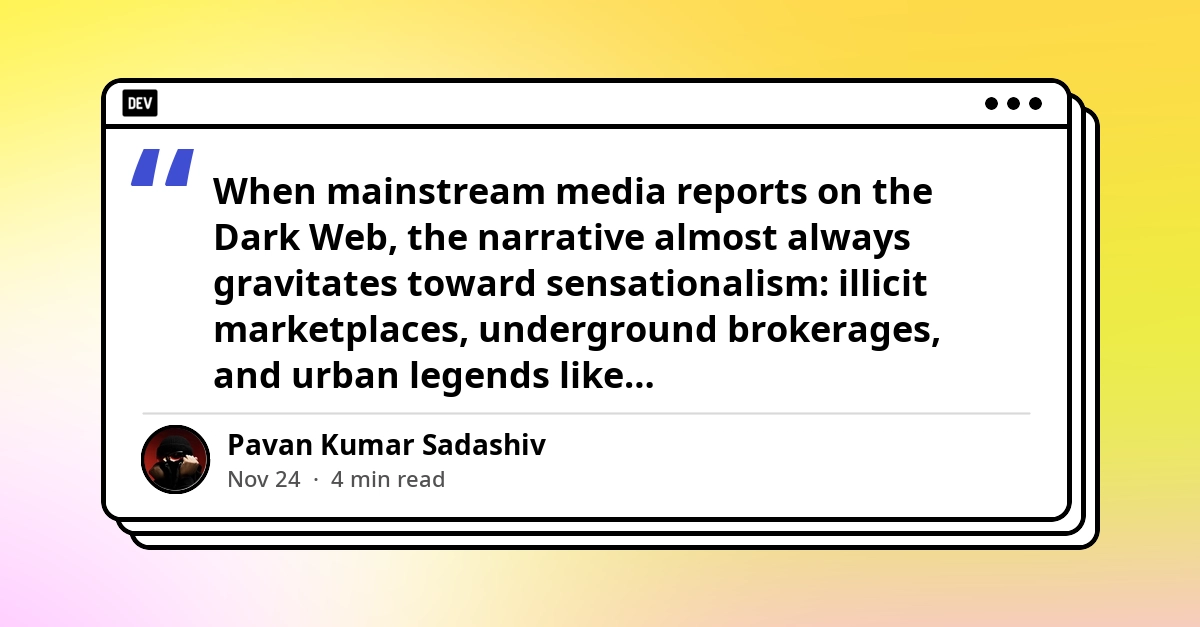 DEV
When mainstream media reports on the
Dark Web, the narrative almost always
gravitates toward sensationalism: illicit
marketplaces, underground brokerages,
and urban legends like...
Pavan Kumar Sadashiv
Nov 24 · 4 min read